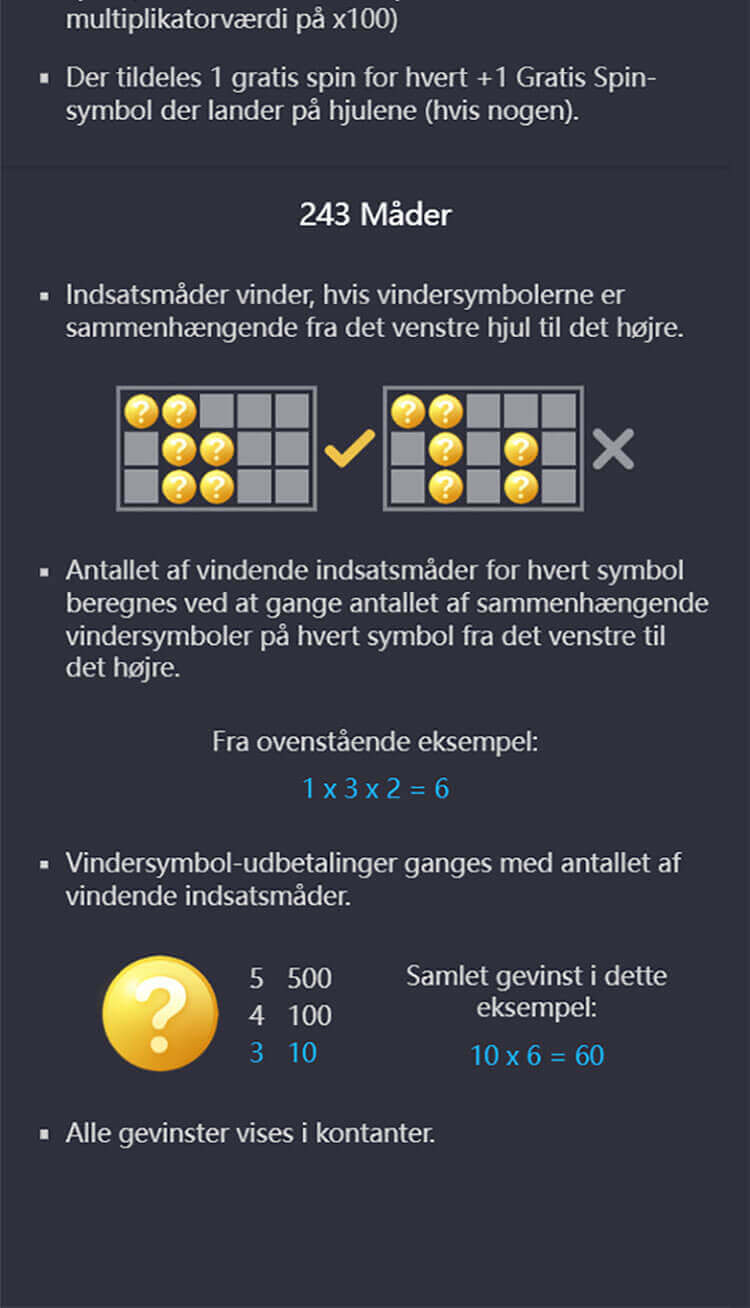 multiplikatorværdi på x100)
▪ Der tildeles 1 gratis spin for hvert +1 Gratis Spin-
symbol der lander på hjulene (hvis nogen).
243 Måder
▪ Indsatsmåder vinder, hvis vindersymbolerne er
sammenhængende fra det venstre hjul til det højre.
? ?
? ?
? ?
? ?
? ?
? ?
▪ Antallet af vindende indsatsmåder for hvert symbol
beregnes ved at gange antallet af sammenhængende
vindersymboler på hvert symbol fra det venstre til
det højre.
Fra ovenstående eksempel:
1 x 3 x 2 = 6
▪ Vindersymbol-udbetalinger ganges med antallet af
vindende indsatsmåder.
?
5 500
4 100
3 10
Samlet gevinst i dette
eksempel:
10 x 6 = 60
▪ Alle gevinster vises i kontanter.